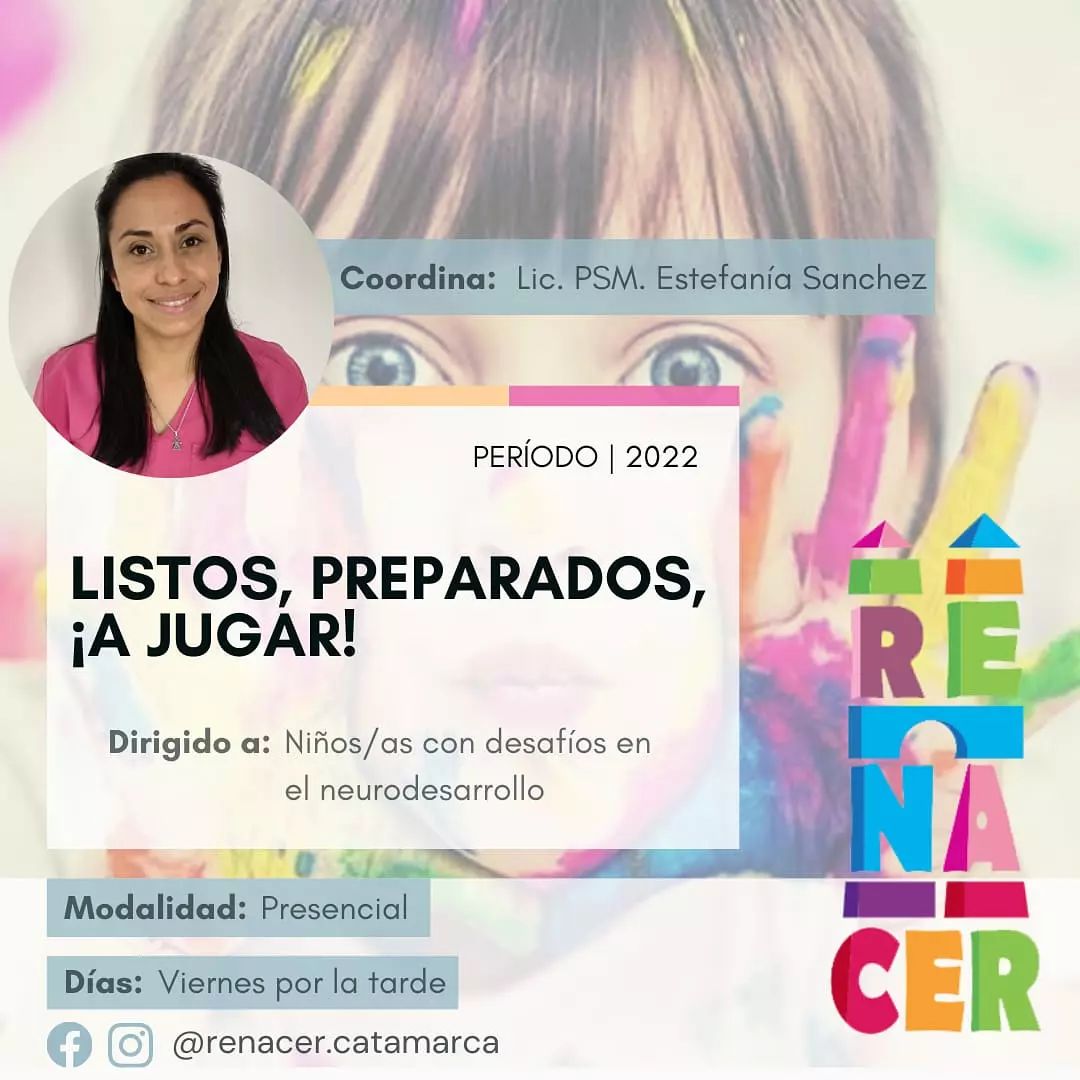 Coordina: Lic. PSM. Estefanía Sanchez
PERÍODO | 2022
LISTOS, PREPARADOS,
¡A JUGAR!
Dirigido a: Niños/as con desafíos en
el neurodesarrollo
RE
NA
CER
Modalidad: Presencial
Días: Viernes por la tarde
@renacer.catamarca